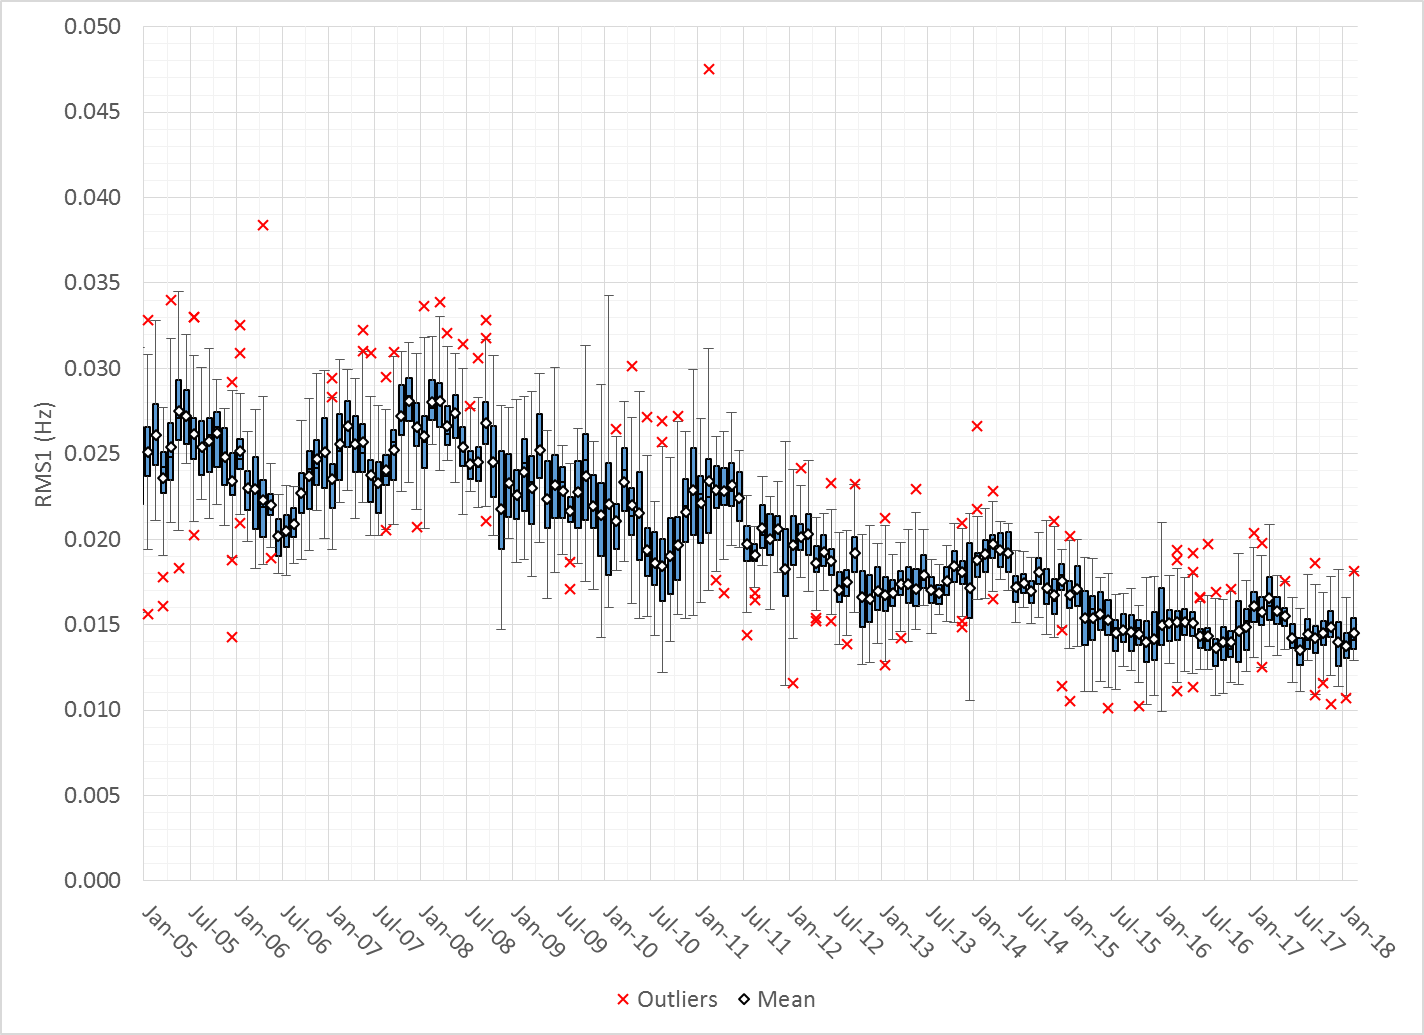 0.050
0.045
0.040
0.035
0.030
0.025
0.020
0.015
0.010
0.005
0.000
RMS1 (Hz)
Jan-05
Jul-05
Jan-06
Jul-06
Jan-07
Jul-07
Jan-08
Jul-08
Jan-09
Jul-09
Jan-10
Jul-10
Jan-11
Jul-11
Jan-12
Jul-12
Jan-13
Jul-13
Jan-14
Jul-14
Jan-15
Jul-15
Jan-16
Jul-16
Jan-17
Jul-17
Jan-18
Outliers Mean